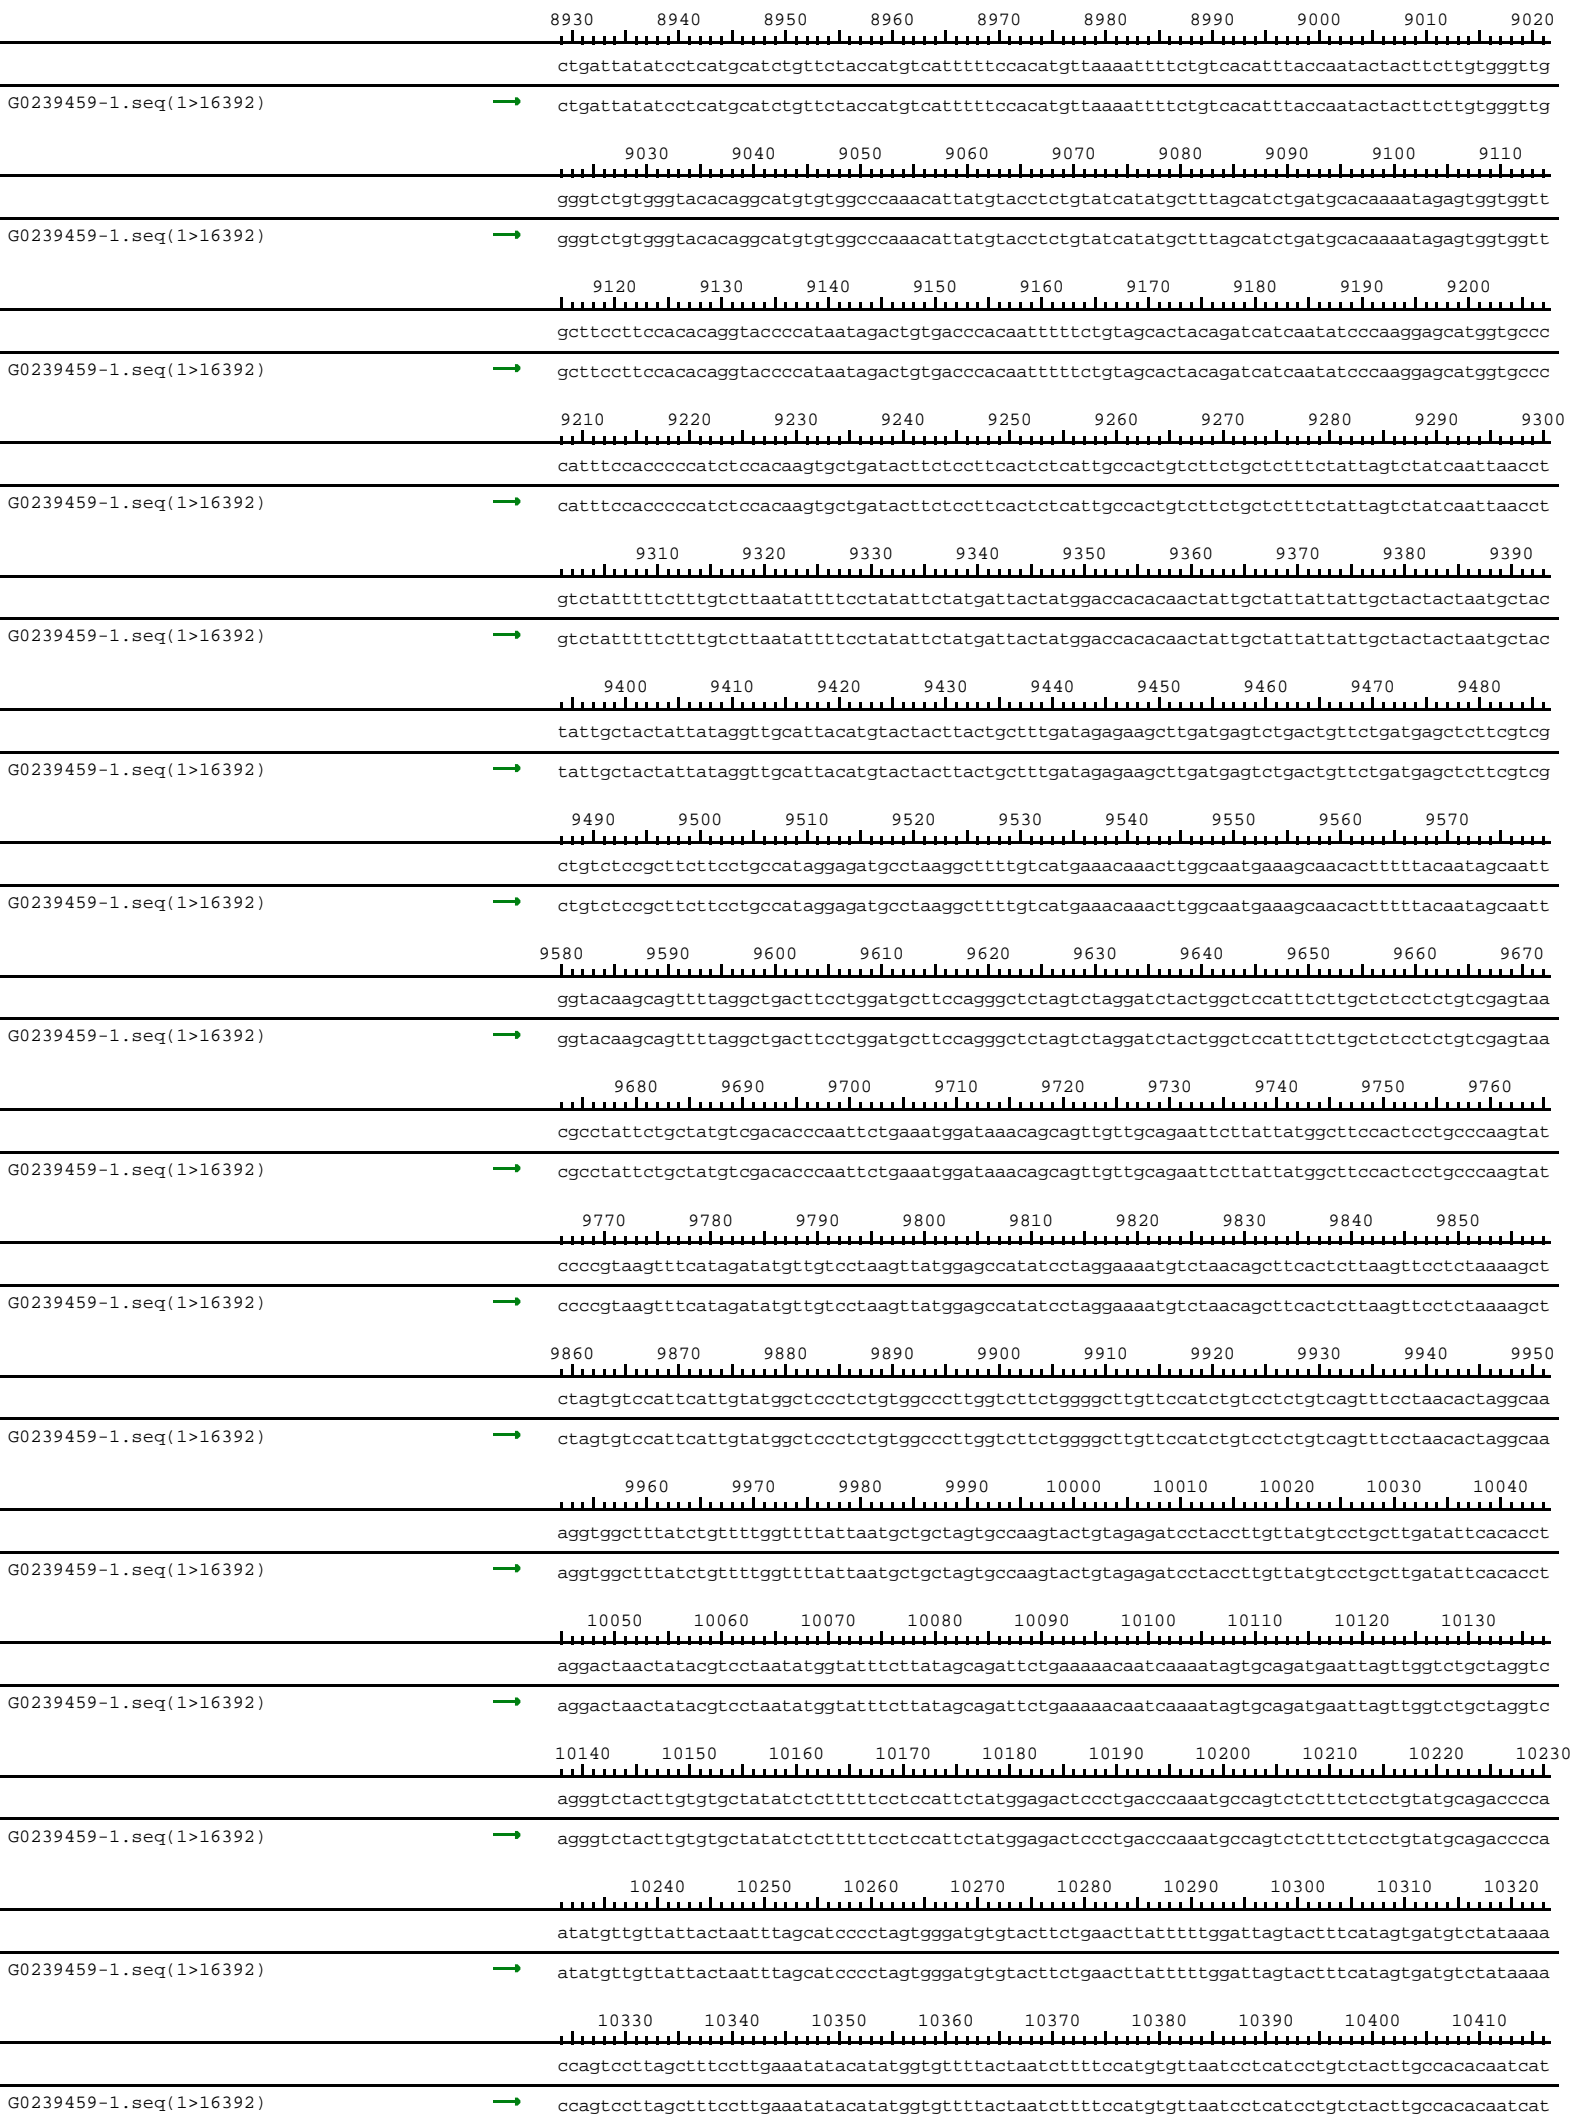 8930 8940 8950 8960 8970 8980 8990 9000 9010 9020
ctgattatatcctcatgcatctgttctaccatgtcatttttccacatgttaaaattttctgtcacatttaccaatactacttcttgtgggttg
G0239459-1.seq(1>16392) ctgattatatcctcatgcatctgttctaccatgtcatttttccacatgttaaaattttctgtcacatttaccaatactacttcttgtgggttg
9030 9040 9050 9060 9070 9080 9090 9100 9110
gggtctgtgggtacacaggcatgtgtggcccaaacattatgtacctctgtatcatatgctttagcatctgatgcacaaaatagagtggtggtt
G0239459-1.seq(1>16392) gggtctgtgggtacacaggcatgtgtggcccaaacattatgtacctctgtatcatatgctttagcatctgatgcacaaaatagagtggtggtt
9120 9130 9140 9150 9160 9170 9180 9190 9200
gcttccttccacacaggtaccccataatagactgtgacccacaatttttctgtagcactacagatcatcaatatcccaaggagcatggtgccc
G0239459-1.seq(1>16392) gcttccttccacacaggtaccccataatagactgtgacccacaatttttctgtagcactacagatcatcaatatcccaaggagcatggtgccc
9210 9220 9230 9240 9250 9260 9270 9280 9290 9300
catttccacccccatctccacaagtgctgatacttctccttcactctcattgccactgtcttctgctctttctattagtctatcaattaacct
G0239459-1.seq(1>16392) catttccacccccatctccacaagtgctgatacttctccttcactctcattgccactgtcttctgctctttctattagtctatcaattaacct
9310 9320 9330 9340 9350 9360 9370 9380 9390
gtctatttttctttgtcttaatattttcctatattctatgattactatggaccacacaactattgctattattattgctactactaatgctac
G0239459-1.seq(1>16392) gtctatttttctttgtcttaatattttcctatattctatgattactatggaccacacaactattgctattattattgctactactaatgctac
9400 9410 9420 9430 9440 9450 9460 9470 9480
tattgctactattataggttgcattacatgtactacttactgctttgatagagaagcttgatgagtctgactgttctgatgagctcttcgtcg
G0239459-1.seq(1>16392) tattgctactattataggttgcattacatgtactacttactgctttgatagagaagcttgatgagtctgactgttctgatgagctcttcgtcg
9490 9500 9510 9520 9530 9540 9550 9560 9570
ctgtctccgcttcttcctgccataggagatgcctaaggcttttgtcatgaaacaaacttggcaatgaaagcaacactttttacaatagcaatt
G0239459-1.seq(1>16392) ctgtctccgcttcttcctgccataggagatgcctaaggcttttgtcatgaaacaaacttggcaatgaaagcaacactttttacaatagcaatt
9580 9590 9600 9610 9620 9630 9640 9650 9660 9670
ggtacaagcagttttaggctgacttcctggatgcttccagggctctagtctaggatctactggctccatttcttgctctcctctgtcgagtaa
G0239459-1.seq(1>16392) ggtacaagcagttttaggctgacttcctggatgcttccagggctctagtctaggatctactggctccatttcttgctctcctctgtcgagtaa
9680 9690 9700 9710 9720 9730 9740 9750 9760
cgcctattctgctatgtcgacacccaattctgaaatggataaacagcagttgttgcagaattcttattatggcttccactcctgcccaagtat
G0239459-1.seq(1>16392) cgcctattctgctatgtcgacacccaattctgaaatggataaacagcagttgttgcagaattcttattatggcttccactcctgcccaagtat
9770 9780 9790 9800 9810 9820 9830 9840 9850
ccccgtaagtttcatagatatgttgtcctaagttatggagccatatcctaggaaaatgtctaacagcttcactcttaagttcctctaaaagct
G0239459-1.seq(1>16392) ccccgtaagtttcatagatatgttgtcctaagttatggagccatatcctaggaaaatgtctaacagcttcactcttaagttcctctaaaagct
9860 9870 9880 9890 9900 9910 9920 9930 9940 9950
ctagtgtccattcattgtatggctccctctgtggcccttggtcttctggggcttgttccatctgtcctctgtcagtttcctaacactaggcaa
G0239459-1.seq(1>16392) ctagtgtccattcattgtatggctccctctgtggcccttggtcttctggggcttgttccatctgtcctctgtcagtttcctaacactaggcaa
9960 9970 9980 9990 10000 10010 10020 10030 10040
aggtggctttatctgttttggttttattaatgctgctagtgccaagtactgtagagatcctaccttgttatgtcctgcttgatattcacacct
G0239459-1.seq(1>16392) aggtggctttatctgttttggttttattaatgctgctagtgccaagtactgtagagatcctaccttgttatgtcctgcttgatattcacacct
10050 10060 10070 10080 10090 10100 10110 10120 10130
aggactaactatacgtcctaatatggtatttcttatagcagattctgaaaaacaatcaaaatagtgcagatgaattagttggtctgctaggtc
G0239459-1.seq(1>16392) aggactaactatacgtcctaatatggtatttcttatagcagattctgaaaaacaatcaaaatagtgcagatgaattagttggtctgctaggtc
10140 10150 10160 10170 10180 10190 10200 10210 10220 10230
agggtctacttgtgtgctatatctctttttcctccattctatggagactccctgacccaaatgccagtctctttctcctgtatgcagacccca
G0239459-1.seq(1>16392) agggtctacttgtgtgctatatctctttttcctccattctatggagactccctgacccaaatgccagtctctttctcctgtatgcagacccca
10240 10250 10260 10270 10280 10290 10300 10310 10320
atatgttgttattactaatttagcatcccctagtgggatgtgtacttctgaacttatttttggattagtactttcatagtgatgtctataaaa
G0239459-1.seq(1>16392) atatgttgttattactaatttagcatcccctagtgggatgtgtacttctgaacttatttttggattagtactttcatagtgatgtctataaaa
10330 10340 10350 10360 10370 10380 10390 10400 10410
ccagtccttagctttccttgaaatatacatatggtgttttactaatcttttccatgtgttaatcctcatcctgtctacttgccacacaatcat
G0239459-1.seq(1>16392) ccagtccttagctttccttgaaatatacatatggtgttttactaatcttttccatgtgttaatcctcatcctgtctacttgccacacaatcat